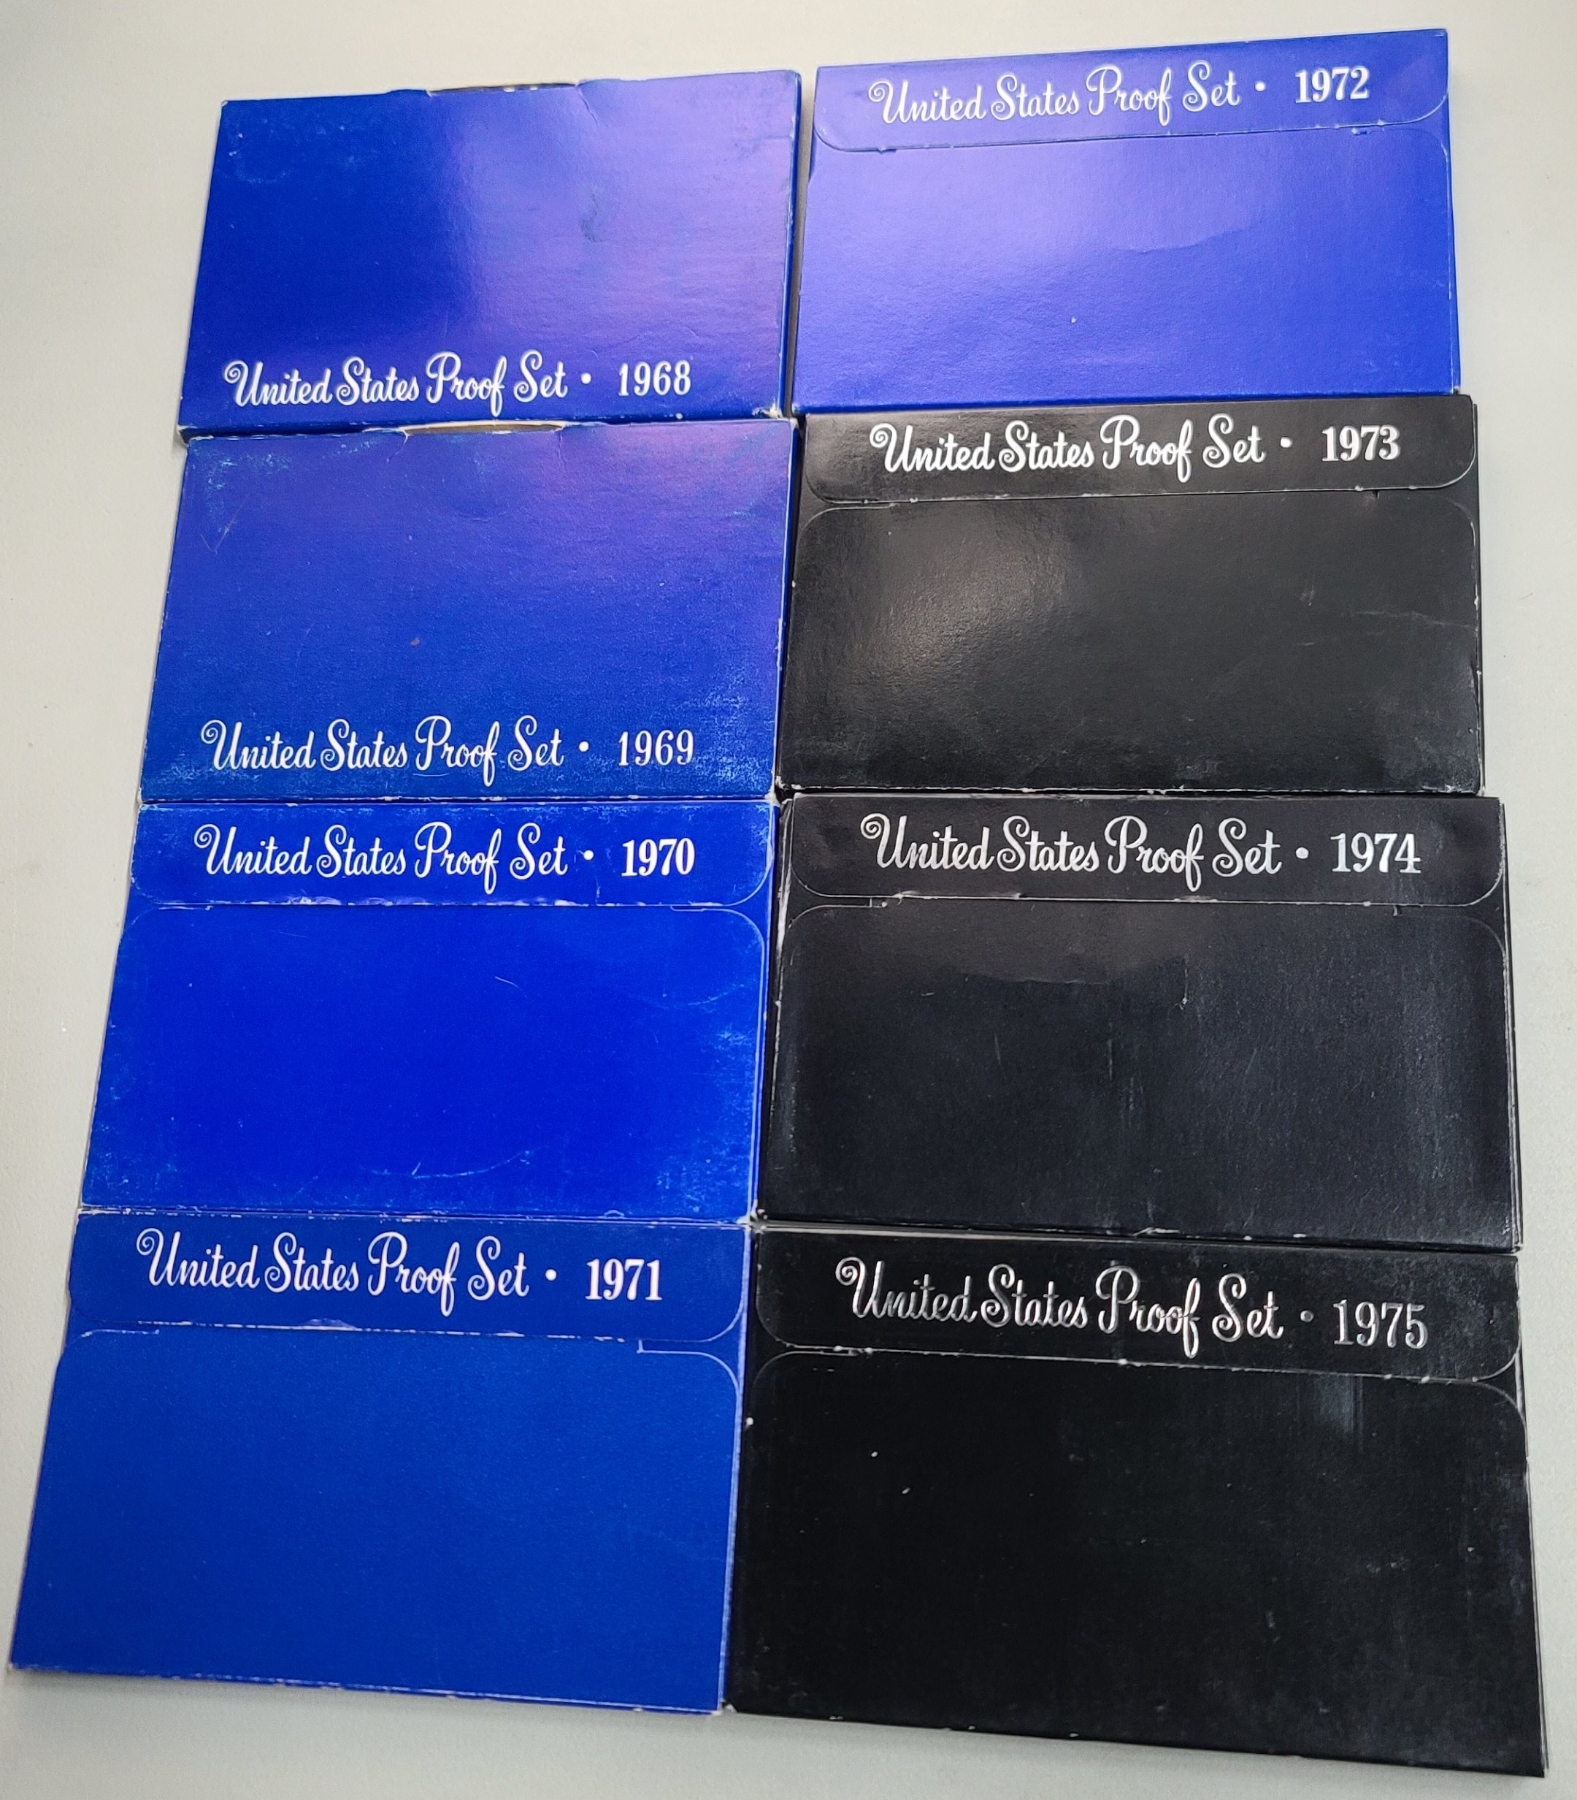 United States Proof Set • 1968
United States Proof Set • 1969
United States Proof Set • 1970
United States Proof Set • 1971
United States Proof Set • 1972
United States Proof Set • 1973
United States Proof Set • 1974
United States Proof Set • 1975